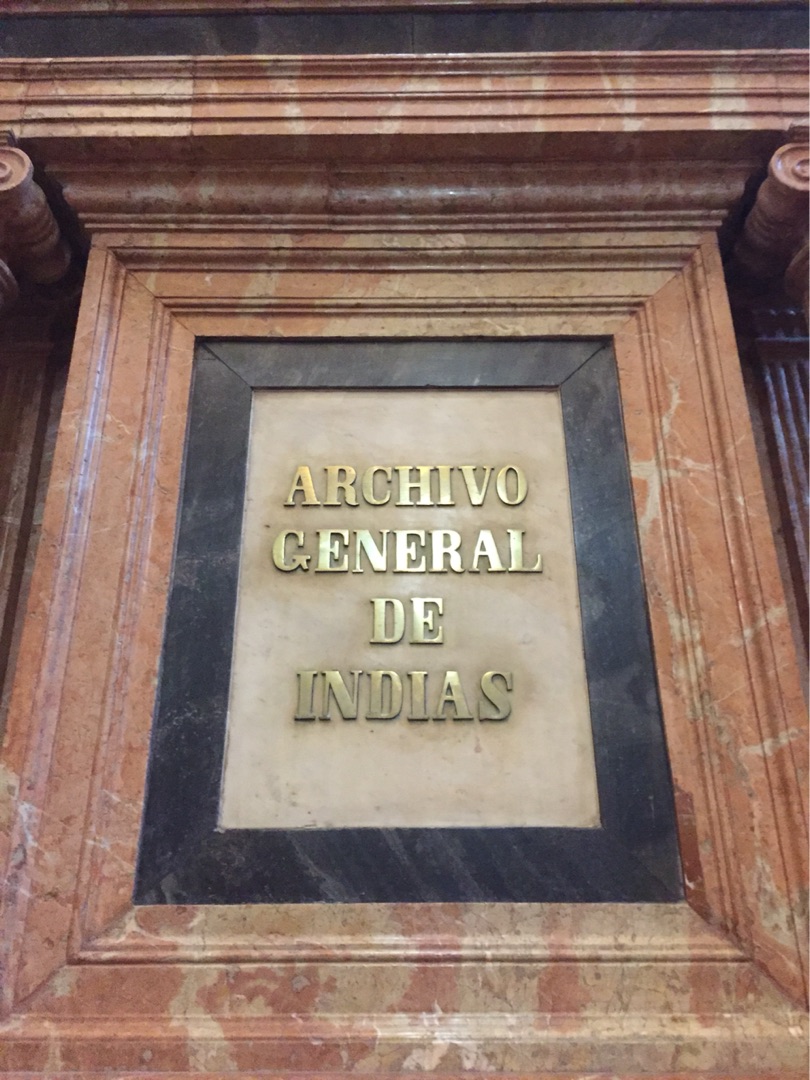 ARCHIVO
GENERAL
DE
INDIAS